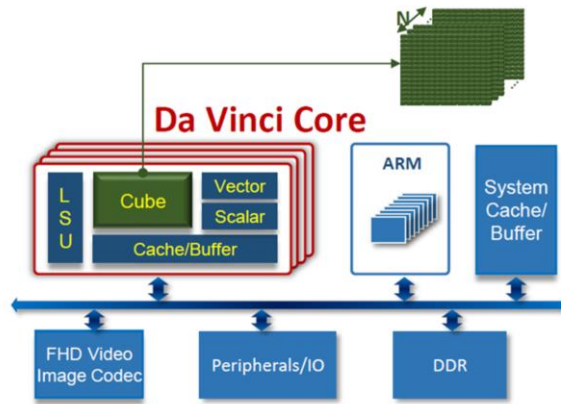 N
Da Vinci Core
L
S
U
Cube
Vector
Scalar
Cache/Buffer
ARM
System
Cache/
Buffer
FHD Video
Image Codec
Peripherals/IO
DDR